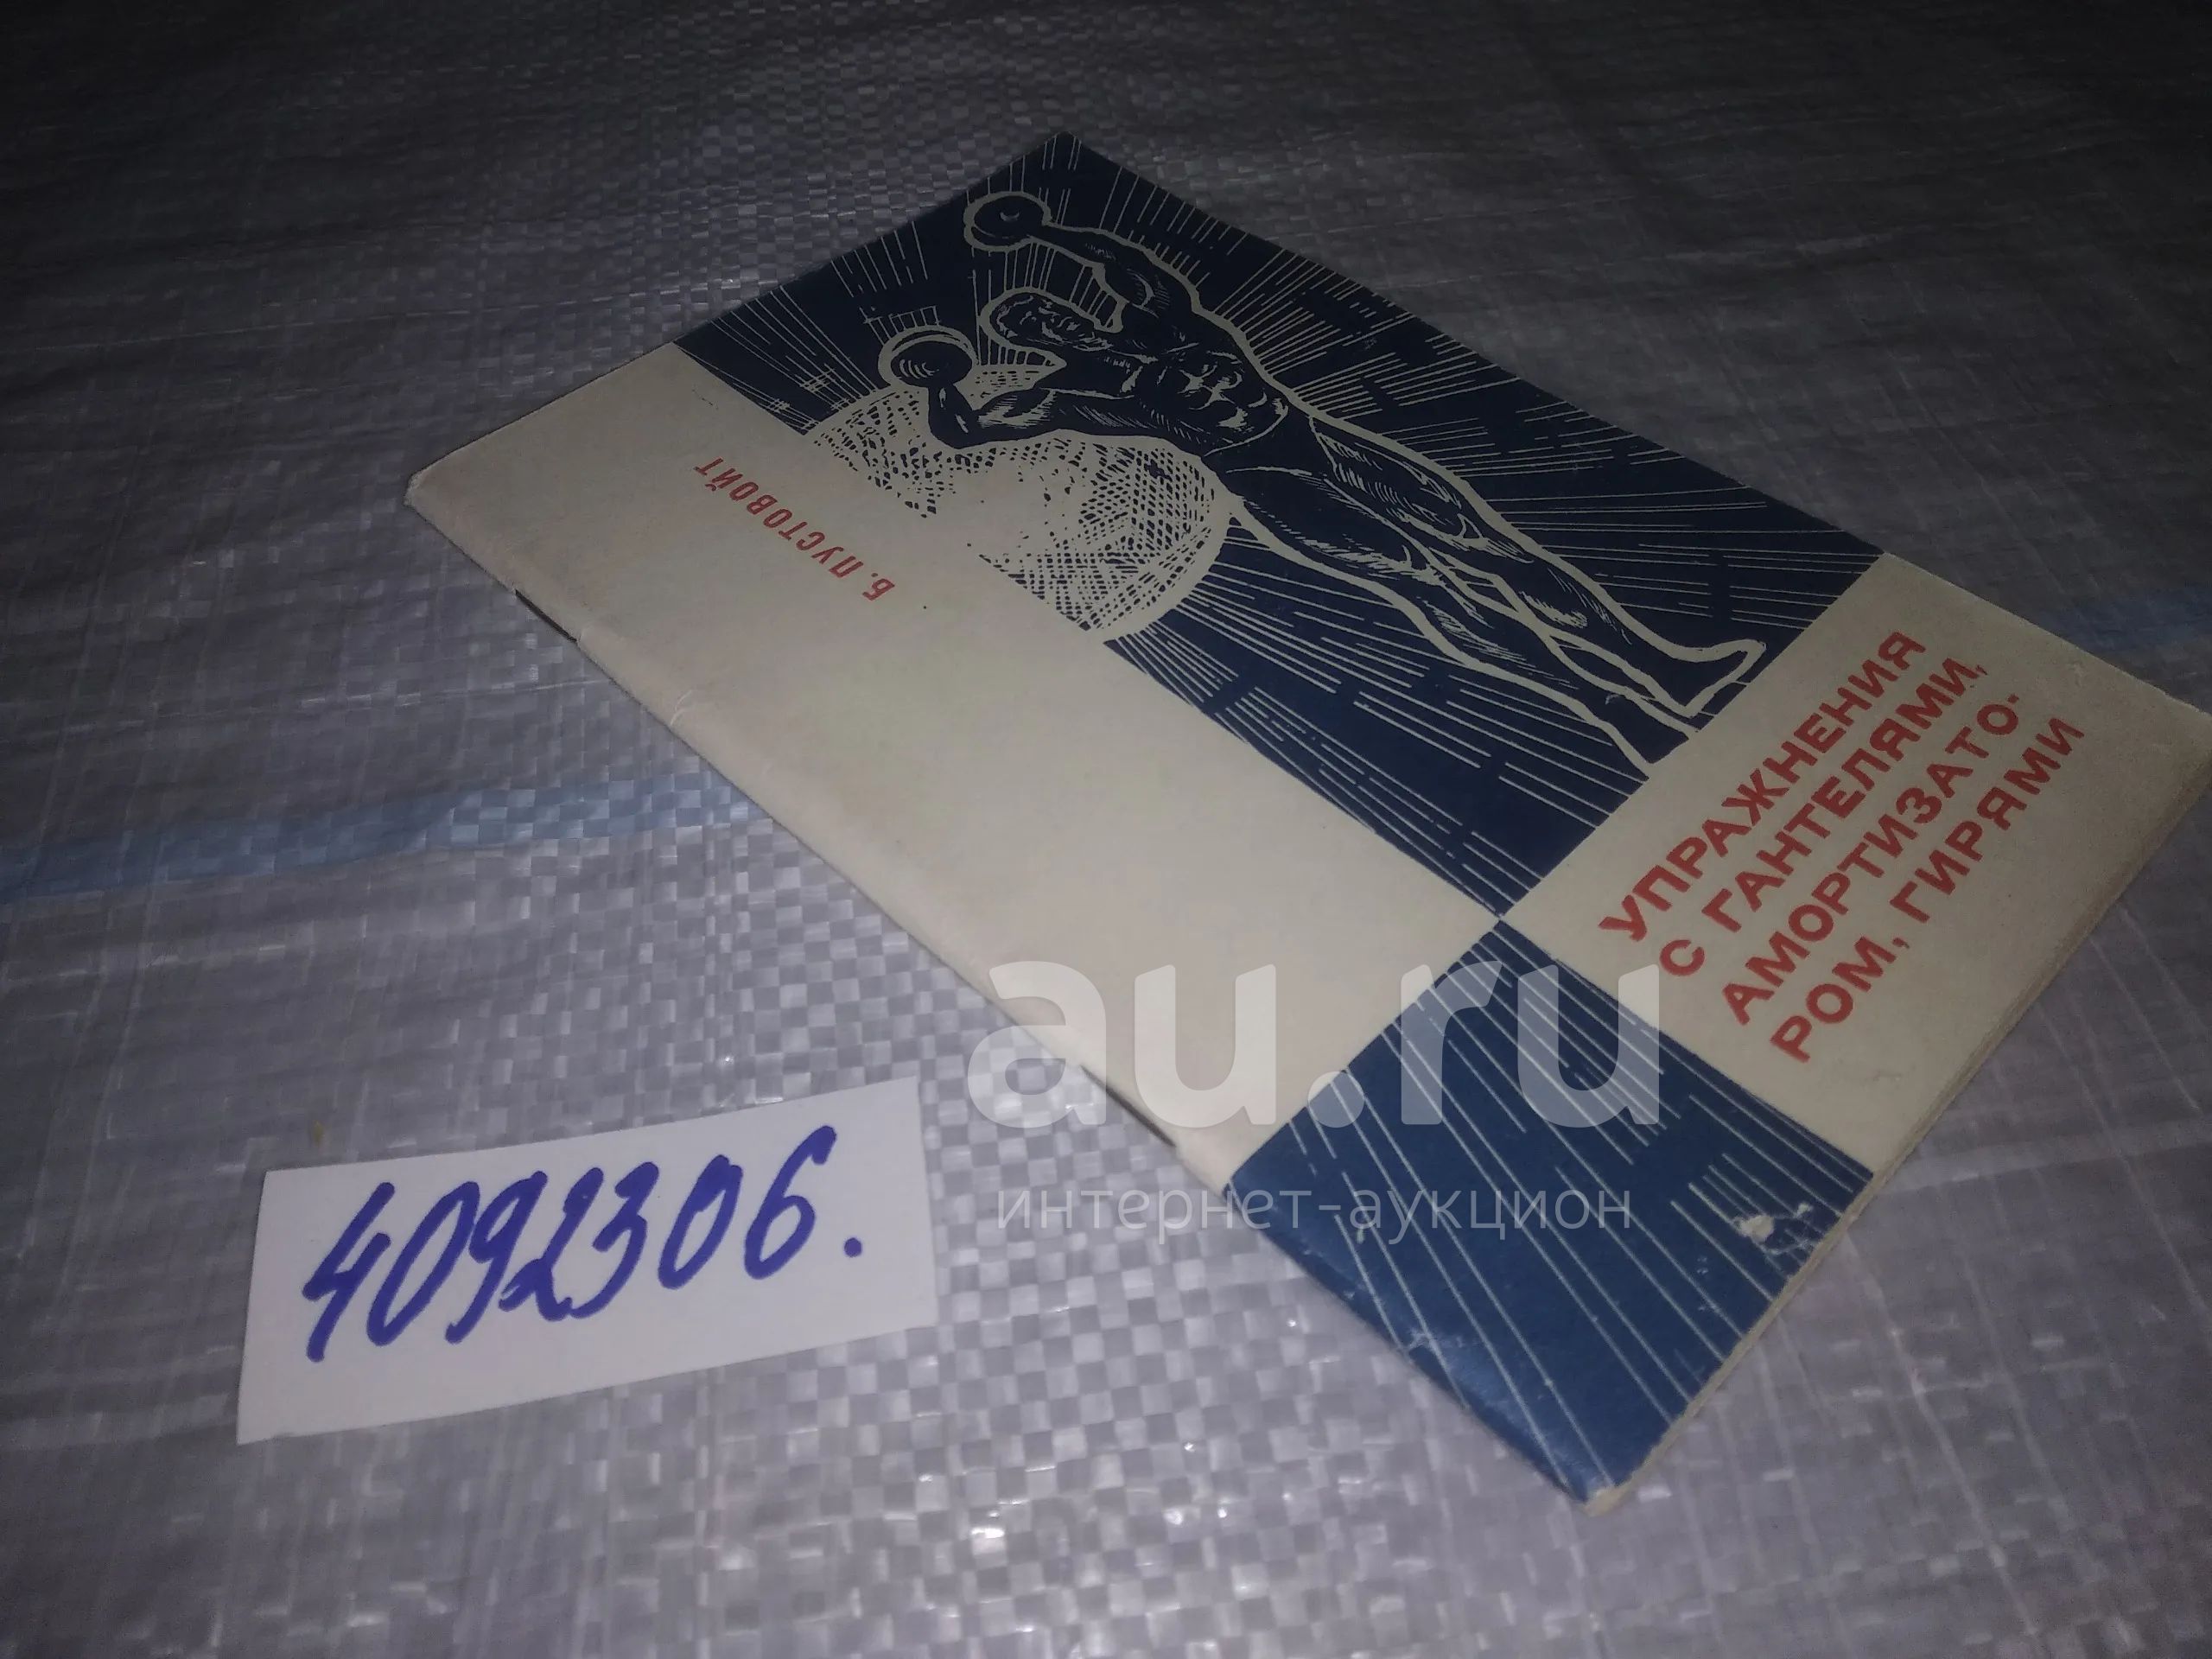 Б. ПУСТОВОЙТ
УПРАЖНЕНИЯ
С ГАНТЕЛЯМИ,
АМОРТИЗАТО-
РОМ, ГИРЯМИ
au.ru
интернет-аукцион
4092306.